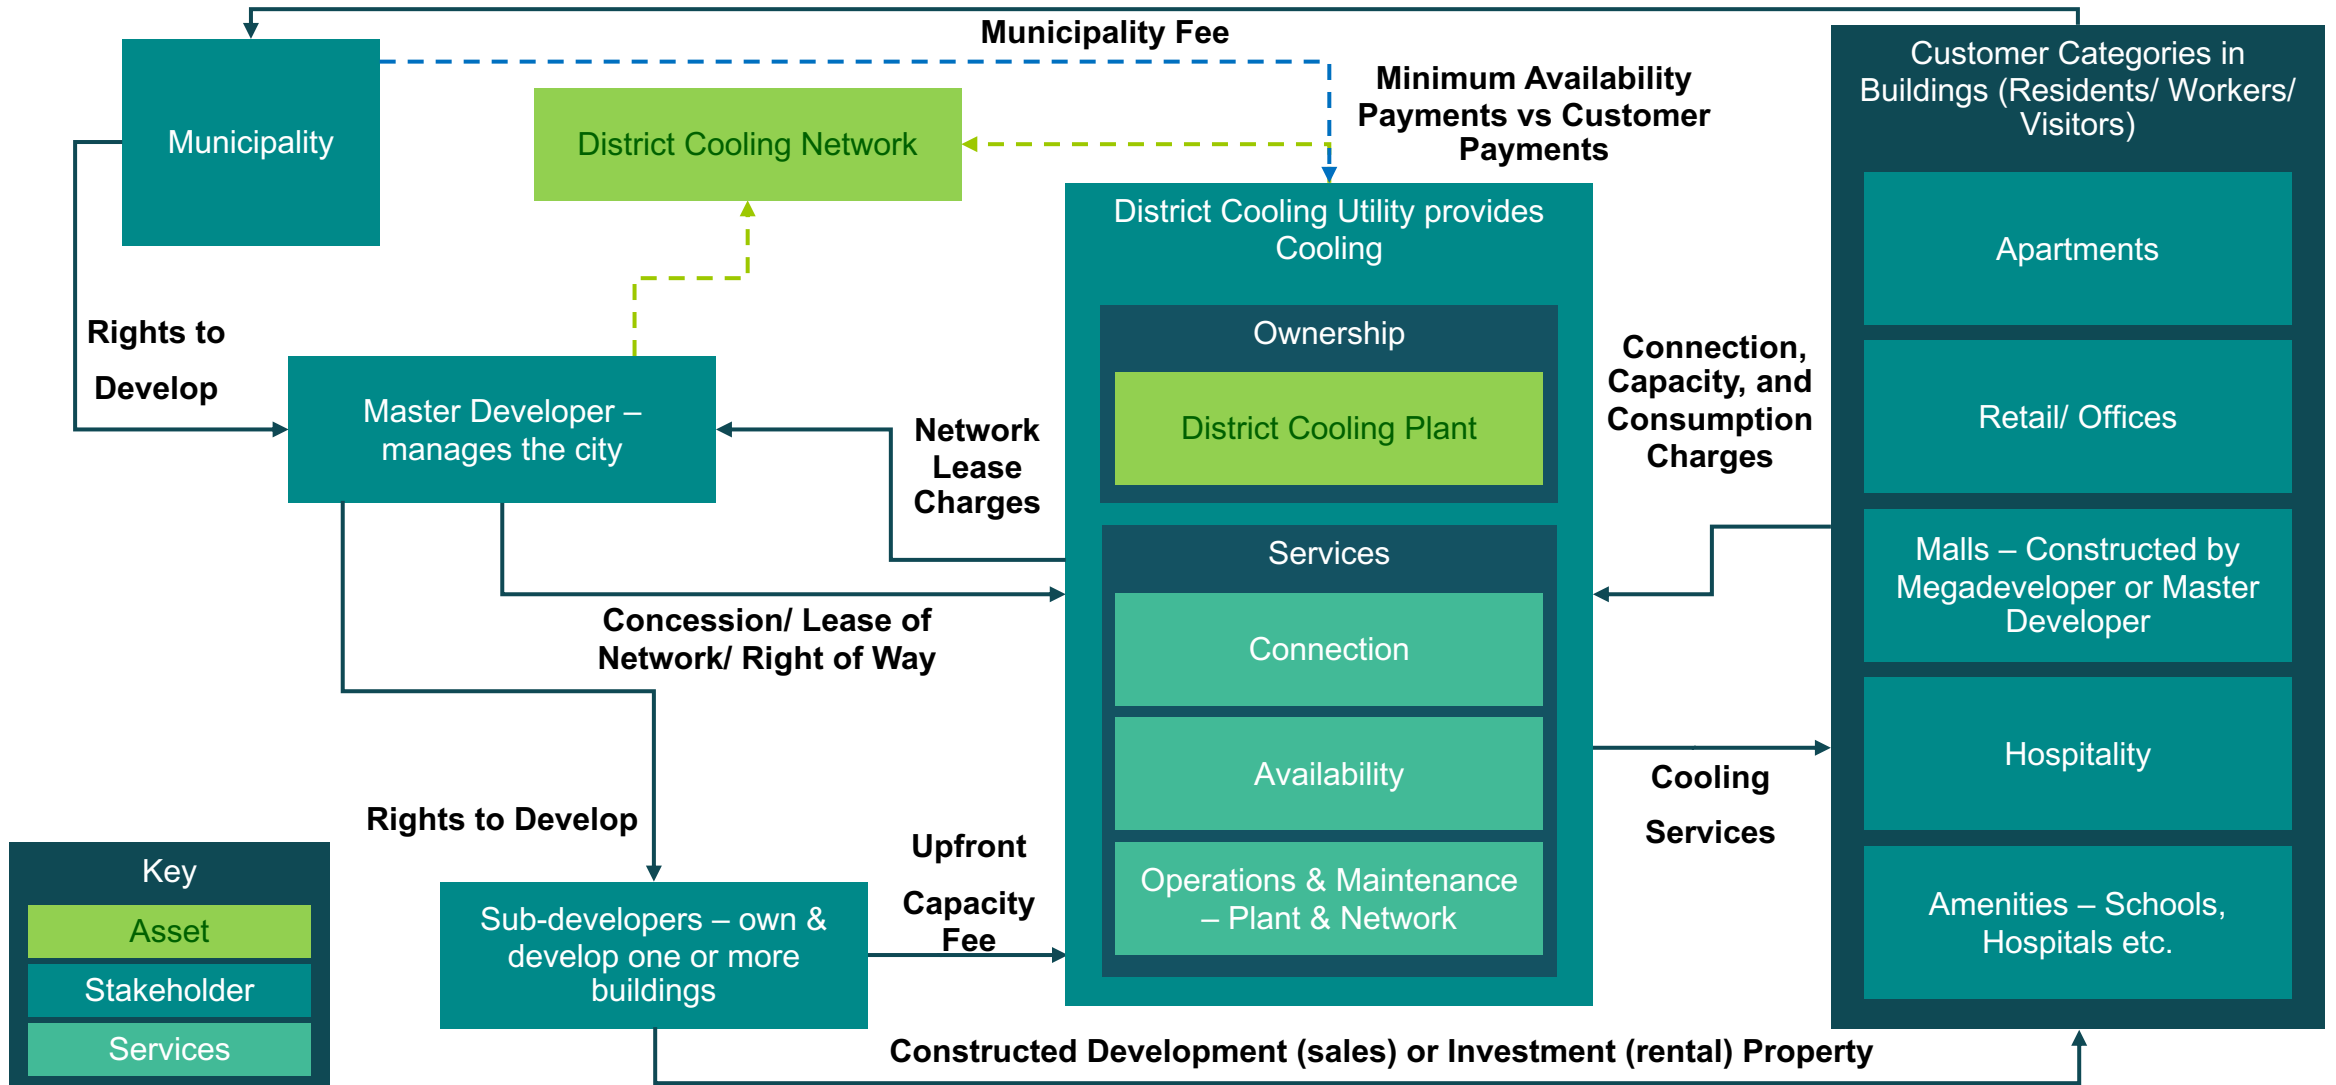 Municipality Fee
Municipality
District Cooling Network
Minimum Availability
Payments vs Customer
Payments
Customer Categories in
Buildings (Residents/ Workers/
Visitors)
Apartments
Retail/ Offices
Malls – Constructed by
Megadeveloper or Master
Developer
Hospitality
Amenities – Schools,
Hospitals etc.
District Cooling Utility provides
Cooling
Ownership
District Cooling Plant
Services
Connection
Availability
Operations & Maintenance
– Plant & Network
Connection,
Capacity, and
Consumption
Charges
Cooling
Services
Rights to
Develop
Master Developer –
manages the city
Network
Lease
Charges
Concession/ Lease of
Network/ Right of Way
Rights to Develop
Upfront
Capacity
Fee
Sub-developers – own &
develop one or more
buildings
Constructed Development (sales) or Investment (rental) Property
Key
Asset
Stakeholder
Services